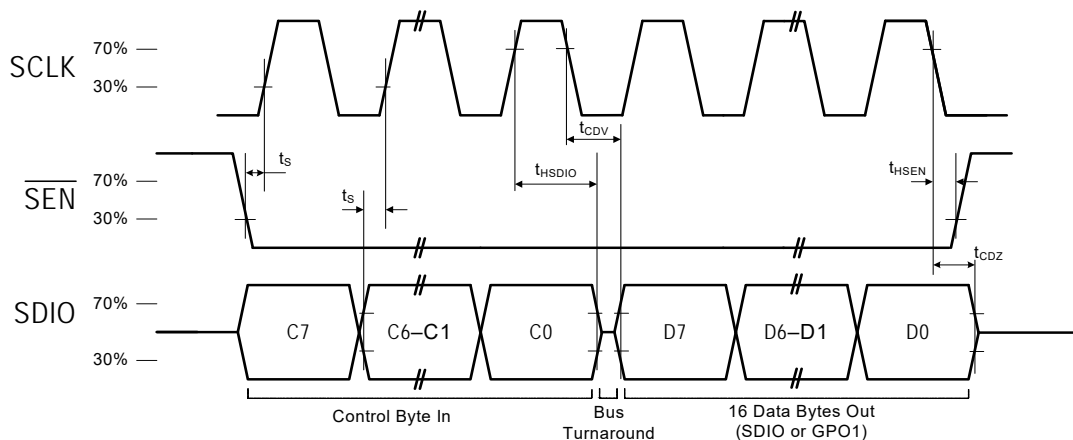 SCLK
70%
30%
tCDV
tS
tHSDIO
tHSEN
SEN
70%
30%
tS
tCDZ
SDIO
70%
30%
C7
C6–C1
C0
D7
D6–D1
D0
Control Byte In
Bus
Turnaround
16 Data Bytes Out
(SDIO or GPO1)